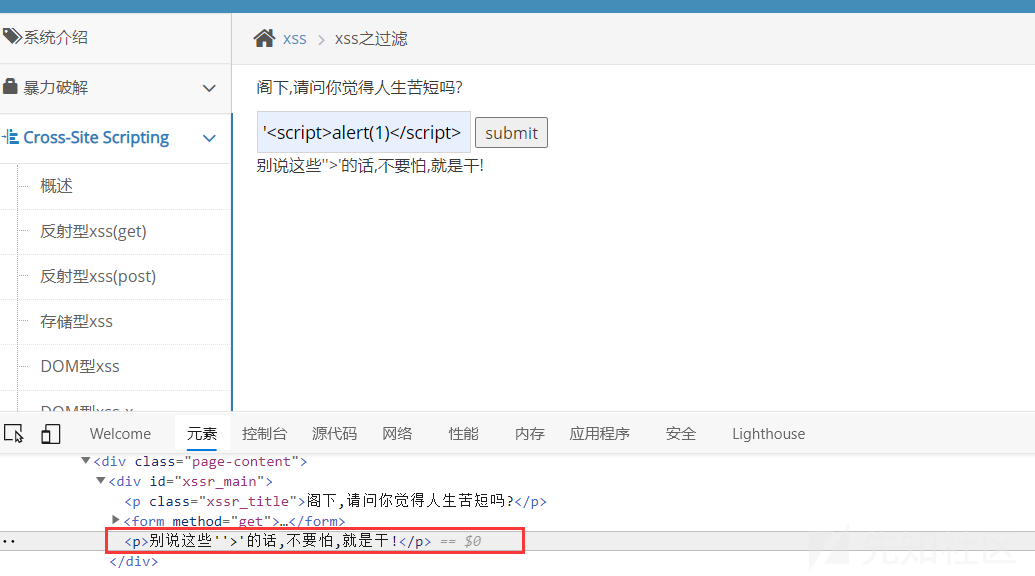 系统介绍
xss
xss之过滤
暴力破解
阁下,请问你觉得人生苦短吗?
'<script>alert(1)</script>
submit
Cross-Site Scripting
别说这些''>'的话,不要怕,就是干!
概述
反射型xss(get)
反射型xss(post)
存储型xss
DOM型xss
DOM型xss-x
Welcome 元素 控制台 源代码 网络 性能 内存 应用程序 安全 Lighthouse
<div class="page-content">
<div id="xssr_main">
<p class="xssr_title">阁下,请问你觉得人生苦短吗?</p>
<form method="get">…</form>
<p>别说这些''>'的话,不要怕,就是干!</p> == $0
</div>
先知社区